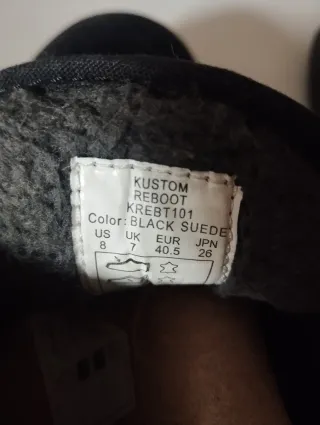 KUSTOM
REBOOT
KREBT101
Color: BLACK SUEDE
US UK EUR JPN
8 7 40.5 26